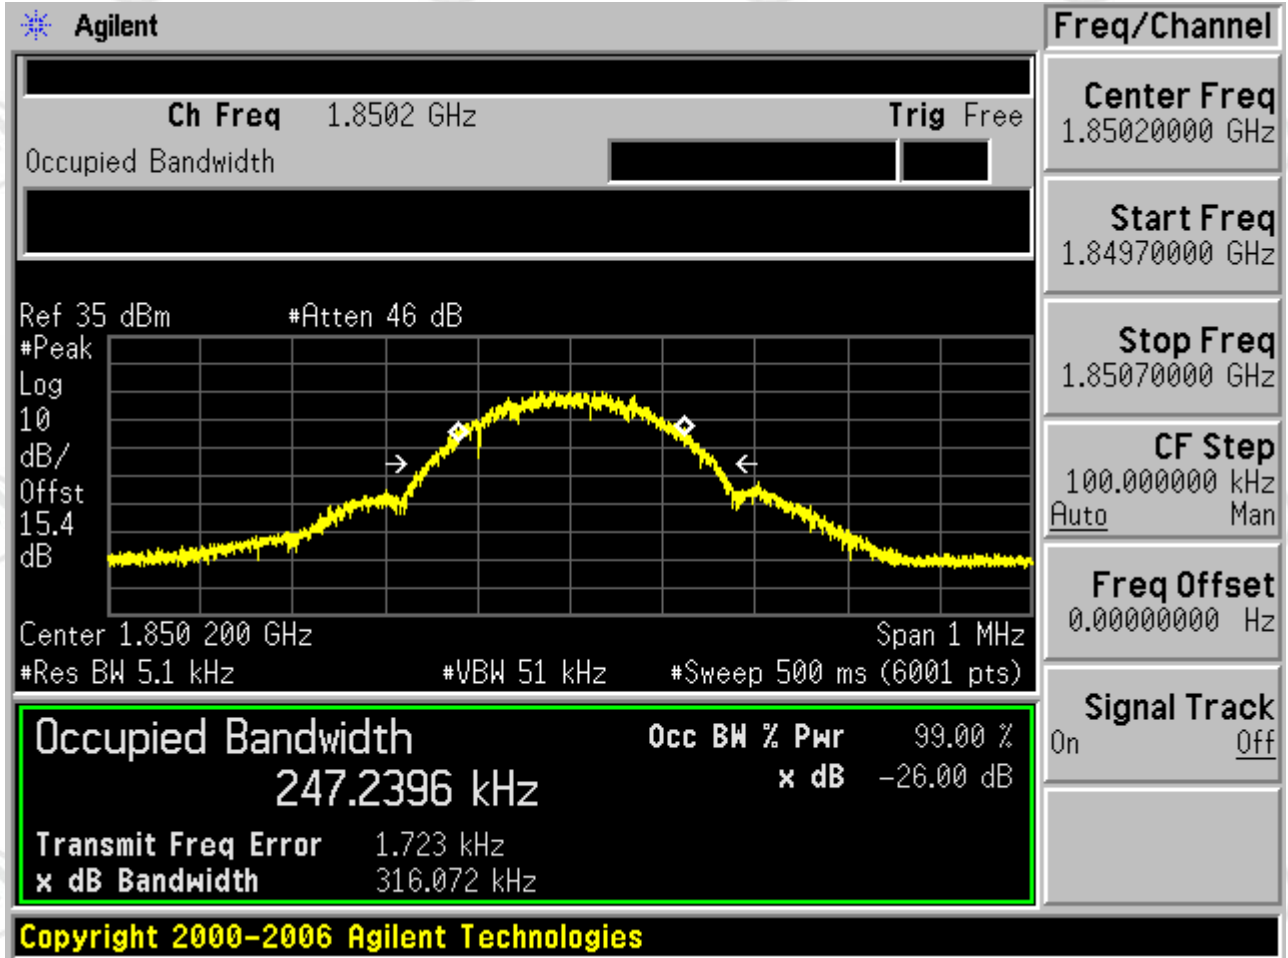 Agilent
Freq/Channel
Ch Freq 1.8502 GHz Trig Free
Occupied Bandwidth
Center Freq
1.85020000 GHz
Start Freq
1.84970000 GHz
Stop Freq
1.85070000 GHz
CF Step
100.000000 kHz
Auto Man
Freq Offset
0.00000000 Hz
Signal Track
On Off
Ref 35 dBm #Atten 46 dB
#Peak
Log
10
dB/
Offst
15.4
dB
Center 1.850 200 GHz Span 1 MHz
#Res BW 5.1 kHz #VBW 51 kHz #Sweep 500 ms (6001 pts)
Occupied Bandwidth
247.2396 kHz
Occ BW % Pwr 99.00 %
x dB -26.00 dB
Transmit Freq Error 1.723 kHz
x dB Bandwidth 316.072 kHz
Copyright 2000-2006 Agilent Technologies